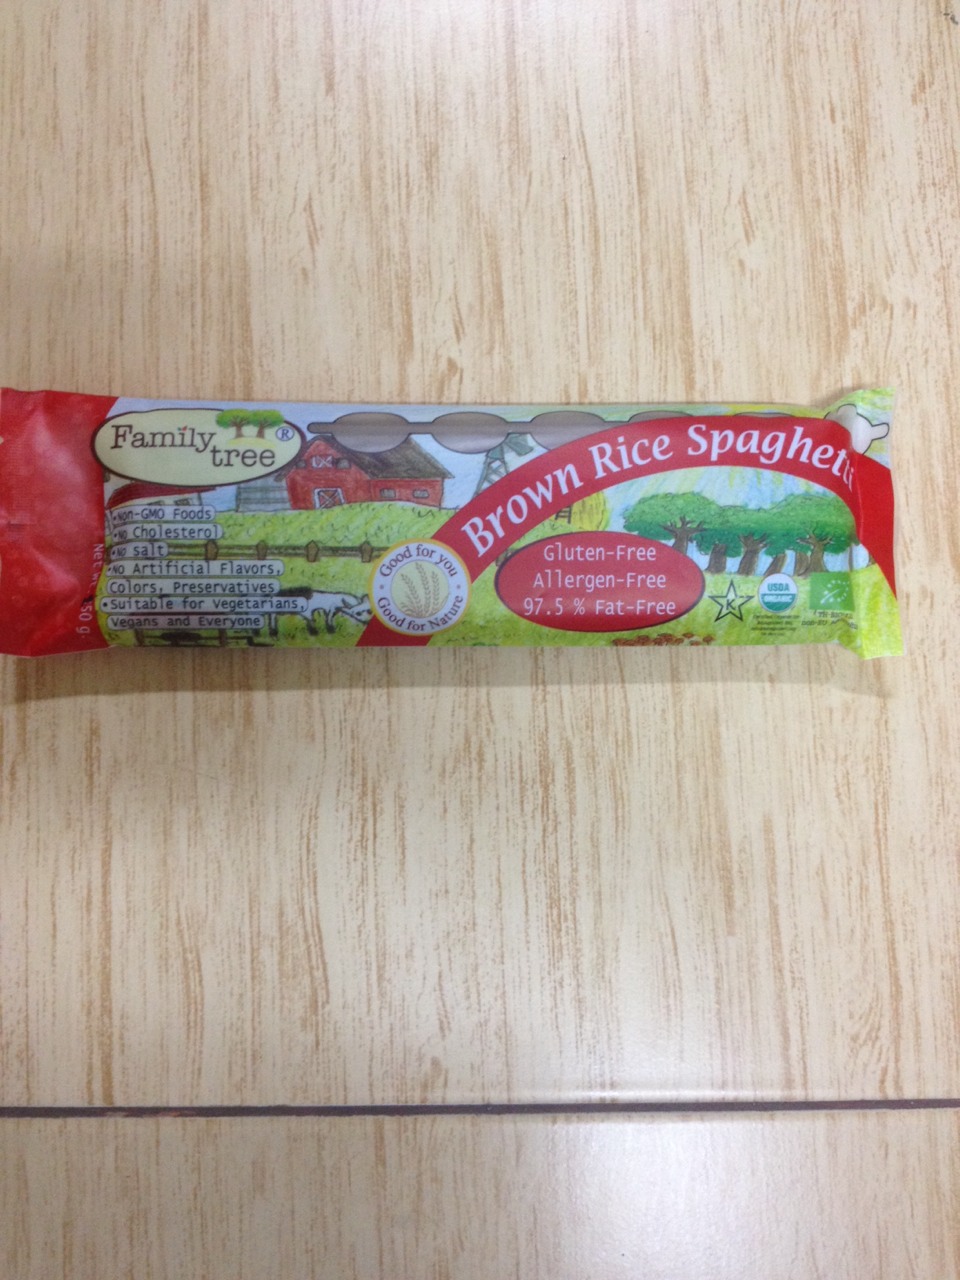 Family
tree ®
•Non-GMO Foods
•No Cholesterol
•No salt
•No Artificial Flavors,
Colors, Preservatives
•Suitable for Vegetarians,
Vegans and Everyone
Good for you
Good for Nature
Brown Rice Spaghetti
Gluten-Free
Allergen-Free
97.5 % Fat-Free
K
USDA
ORGANIC